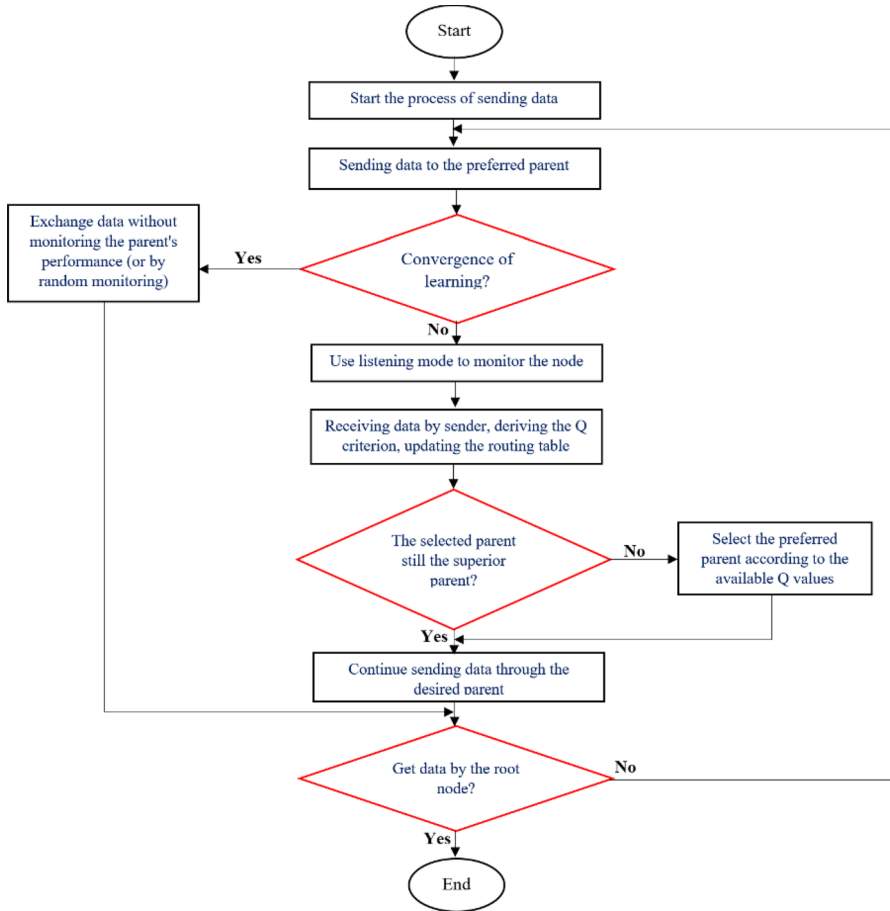 Start
Start the process of sending data
Sending data to the preferred parent
Exchange data without
monitoring the parent's
performance (or by
random monitoring)
Yes
Convergence of
learning?
No
Use listening mode to monitor the node
Receiving data by sender, deriving the Q
criterion, updating the routing table
The selected parent
still the superior
parent?
No
Select the preferred
parent according to the
available Q values
Yes
Continue sending data through the
desired parent
Get data by the root
node?
No
Yes
End